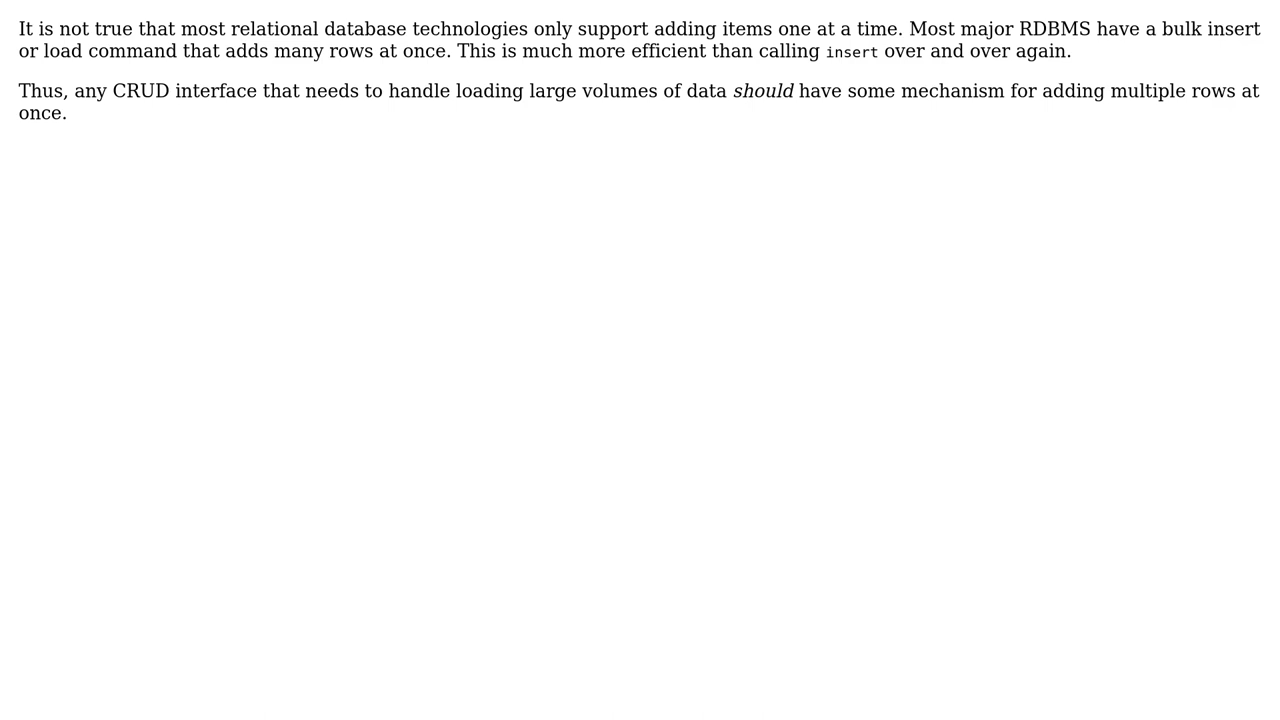 It is not true that most relational database technologies only support adding items one at a time. Most major RDBMS have a bulk insert
or load command that adds many rows at once. This is much more efficient than calling insert over and over again.
Thus, any CRUD interface that needs to handle loading large volumes of data should have some mechanism for adding multiple rows at
once.